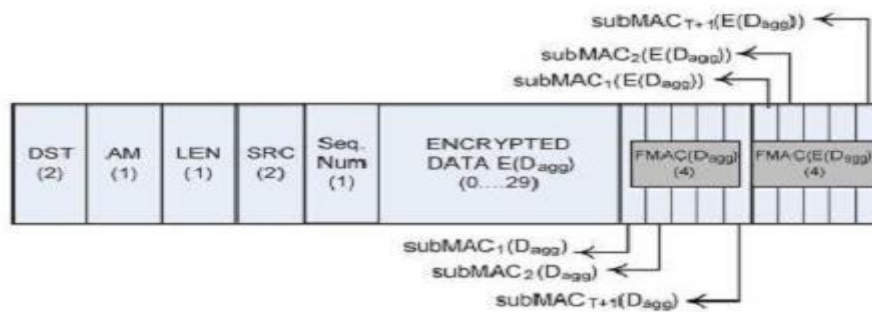 subMAC_T+1(E(D_agg))
subMAC_2(E(D_agg))
subMAC_1(E(D_agg))
DST
(2)
AM
(1)
LEN
(1)
SRC
(2)
Seq.
Num
(1)
ENCRYPTED
DATA E(D_agg)
(0....29)
FMAC(D_agg)
(4)
FMAC(E(D_agg)
(4)
subMAC_1(D_agg)
subMAC_2(D_agg)
subMAC_T+1(D_agg)